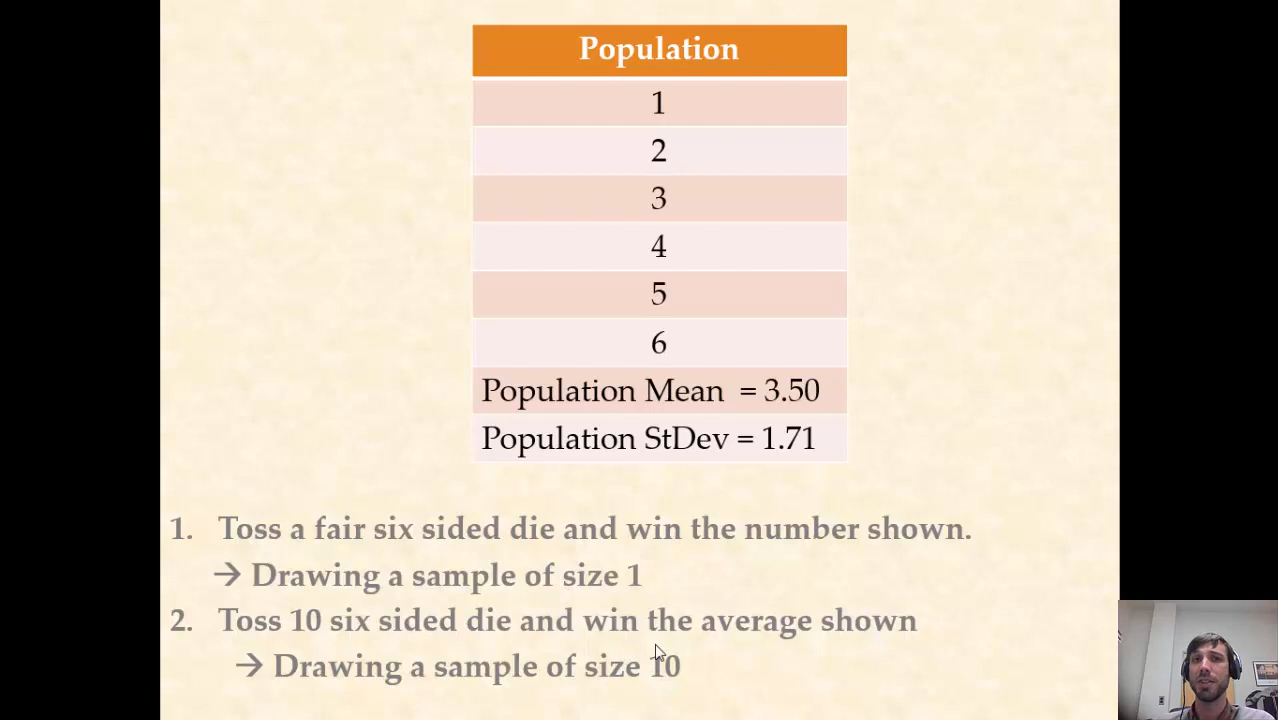 Population
1
2
3
4
5
6
Population Mean = 3.50
Population StDev = 1.71
1. Toss a fair six sided die and win the number shown.
→ Drawing a sample of size 1
2. Toss 10 six sided die and win the average shown
→ Drawing a sample of size 10